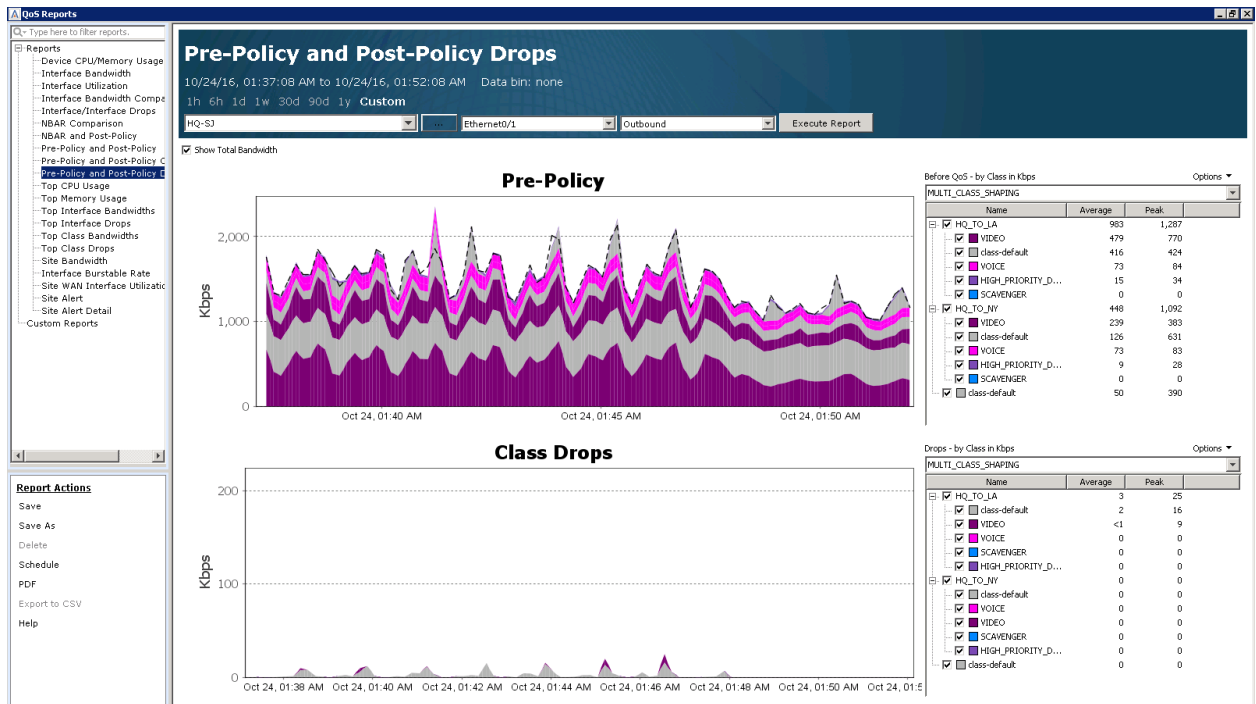 QoS Reports
Type here to filter reports.
Reports
Device CPU/Memory Usage
Interface Bandwidth
Interface Utilization
Interface Bandwidth Compa
Interface/Interface Drops
NBAR Comparison
NBAR and Post-Policy
Pre-Policy and Post-Policy
Pre-Policy and Post-Policy C
Pre-Policy and Post-Policy D
Top CPU Usage
Top Memory Usage
Top Interface Bandwidths
Top Interface Drops
Top Class Bandwidths
Top Class Drops
Site Bandwidth
Interface Burstable Rate
Site WAN Interface Utilizatic
Site Alert
Site Alert Detail
Custom Reports
Report Actions
Save
Save As
Delete
Schedule
PDF
Export to CSV
Help
Pre-Policy and Post-Policy Drops
10/24/16, 01:37:08 AM to 10/24/16, 01:52:08 AM Data bin: none
1h 6h 1d 1w 30d 90d 1y Custom
HQ-SJ ... Ethernet0/1 Outbound Execute Report
Show Total Bandwidth
Pre-Policy
Kbps
2,000
1,000
0
Oct 24, 01:40 AM Oct 24, 01:45 AM Oct 24, 01:50 AM
Before QoS - by Class in Kbps Options
MULTI_CLASS_SHAPING
Name Average Peak
HQ_TO_LA 983 1,287
VIDEO 479 770
class-default 416 424
VOICE 73 84
HIGH_PRIORITY_D... 15 34
SCAVENGER 0 0
HQ_TO_NY 448 1,092
VIDEO 239 383
class-default 126 631
VOICE 73 83
HIGH_PRIORITY_D... 9 28
SCAVENGER 0 0
class-default 50 390
Class Drops
Kbps
200
100
0
Oct 24, 01:38 AM Oct 24, 01:40 AM Oct 24, 01:42 AM Oct 24, 01:44 AM Oct 24, 01:46 AM Oct 24, 01:48 AM Oct 24, 01:50 AM Oct 24, 01:5
Drops - by Class in Kbps Options
MULTI_CLASS_SHAPING
Name Average Peak
HQ_TO_LA 3 25
class-default 2 16
VIDEO <1 9
VOICE 0 0
SCAVENGER 0 0
HIGH_PRIORITY_D... 0 0
HQ_TO_NY 0 0
class-default 0 0
VOICE 0 0
VIDEO 0 0
SCAVENGER 0 0
HIGH_PRIORITY_D... 0 0
class-default 0 0